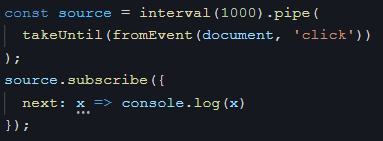 const source = interval(1000).pipe(
  takeUntil(fromEvent(document, 'click'))
);
source.subscribe({
  next: x => console.log(x)
});